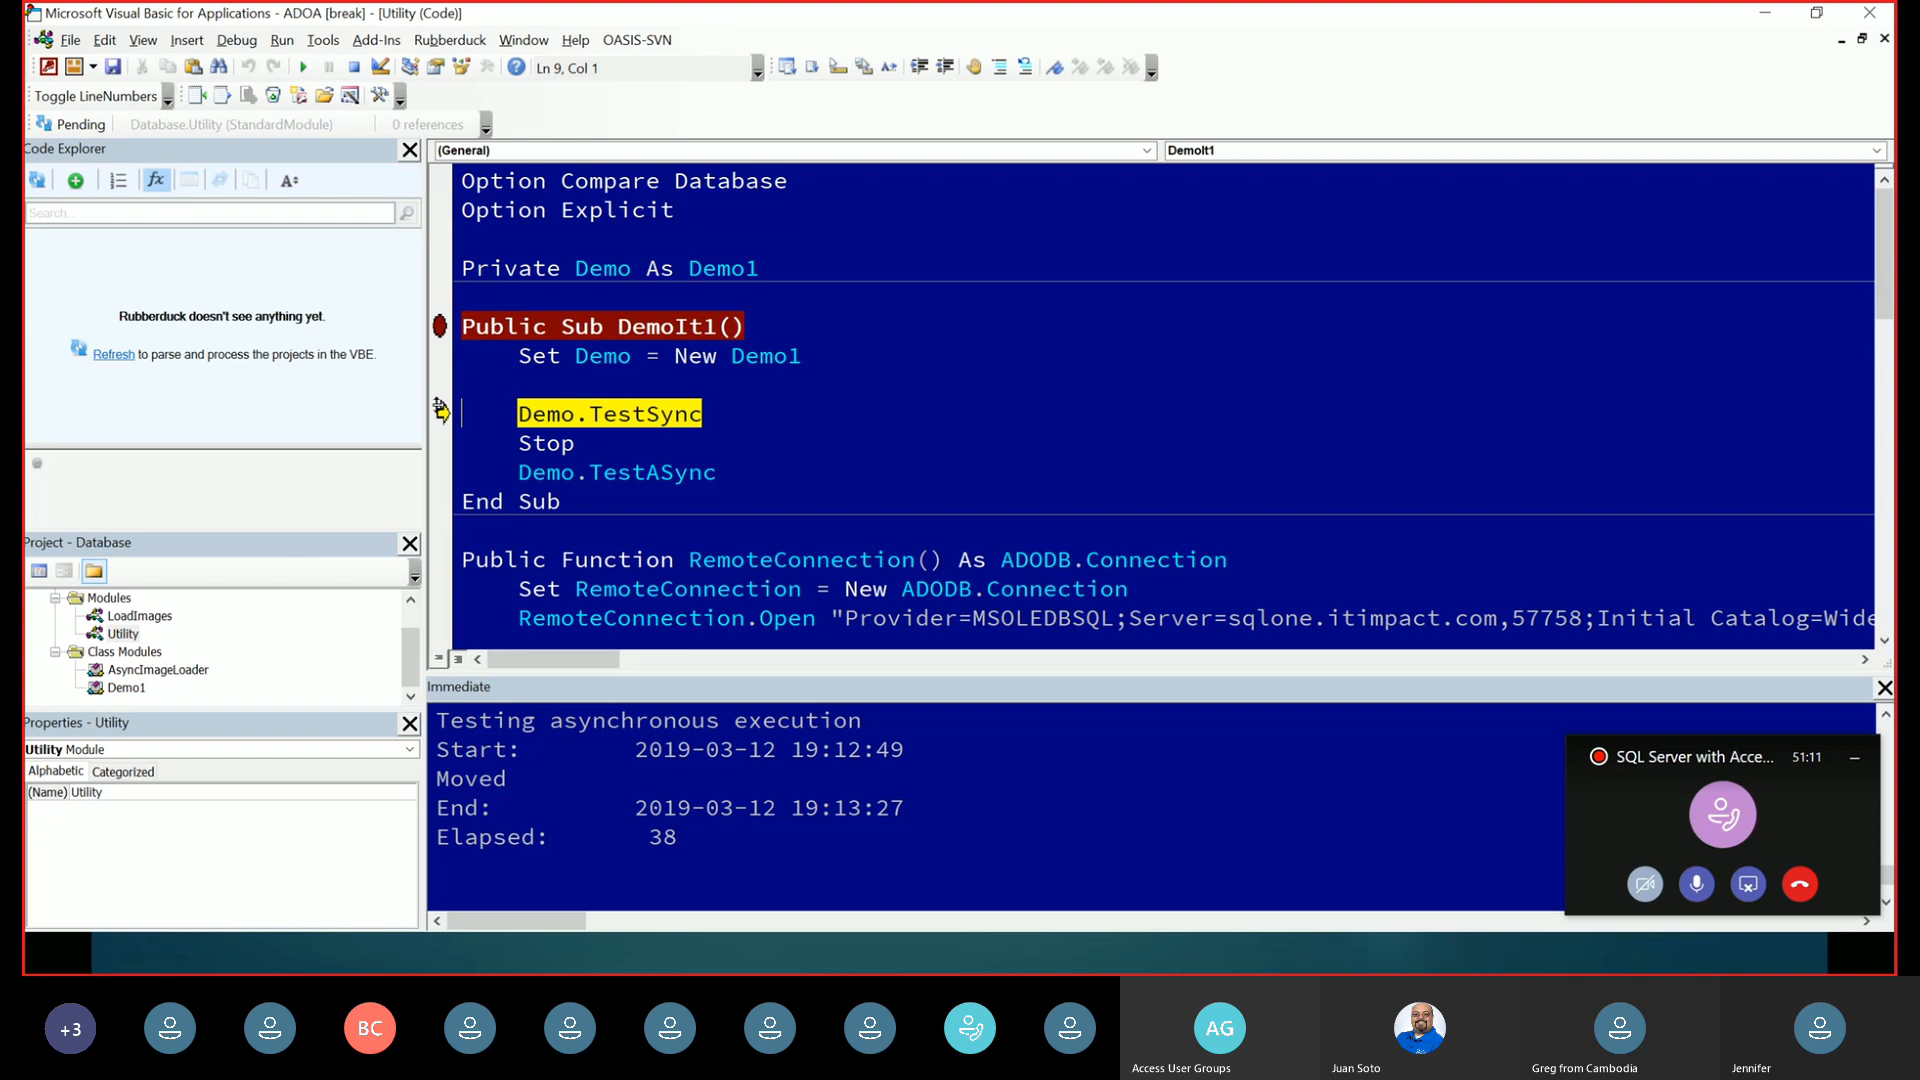 Microsoft Visual Basic for Applications - ADOA [break] - [Utility (Code)]
File Edit View Insert Debug Run Tools Add-Ins Rubberduck Window Help OASIS-SVN
Ln 9, Col 1
Toggle LineNumbers
Pending Database.Utility (StandardModule) 0 references
Code Explorer
(General) DemoIt1
Search...
Rubberduck doesn't see anything yet.
Refresh to parse and process the projects in the VBE.
Option Compare Database
Option Explicit
Private Demo As Demo1
Public Sub DemoIt1()
Set Demo = New Demo1
Demo.TestSync
Stop
Demo.TestASync
End Sub
Public Function RemoteConnection() As ADODB.Connection
Set RemoteConnection = New ADODB.Connection
RemoteConnection.Open "Provider=MSOLEDBSQL;Server=sqlone.itimpact.com,57758;Initial Catalog=Wide
Project - Database
Modules
LoadImages
Utility
Class Modules
AsyncImageLoader
Demo1
Properties - Utility
Utility Module
Alphabetic Categorized
(Name) Utility
Immediate
Testing asynchronous execution
Start: 2019-03-12 19:12:49
Moved
End: 2019-03-12 19:13:27
Elapsed: 38
SQL Server with Acce... 51:11
+3
BC
AG
Access User Groups
Juan Soto
Greg from Cambodia
Jennifer